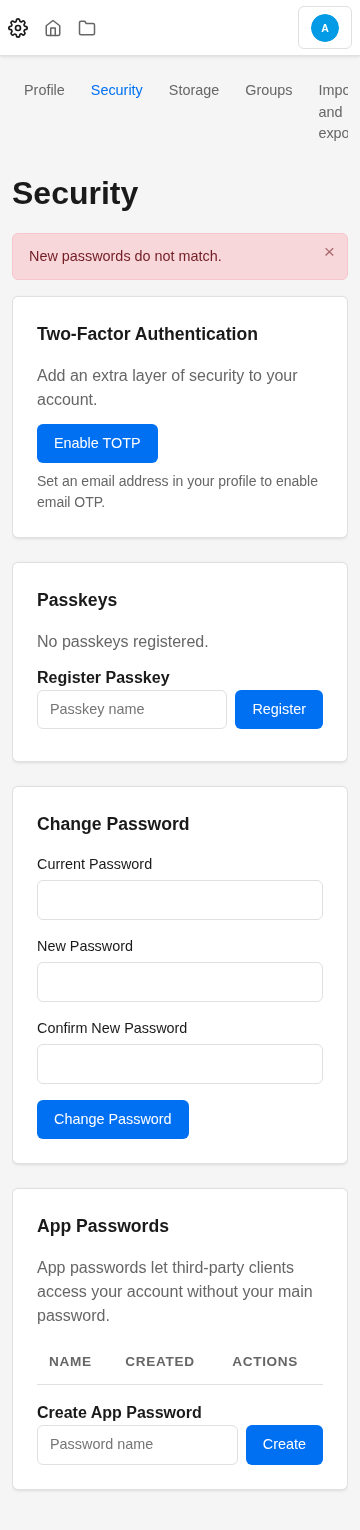 A
Profile Security Storage Groups
and
Security
New passwords do not match. ×
Two-Factor Authentication
Add an extra layer of security to your
account.
Enable TOTP
Set an email address in your profile to enable
email OTP.
Passkeys
No passkeys registered.
Register Passkey
Passkey name Register
Change Password
Current Password
New Password
Confirm New Password
Change Password
App Passwords
App passwords let third-party clients
access your account without your main
password.
NAME CREATED ACTIONS
Create App Password
Password name Create